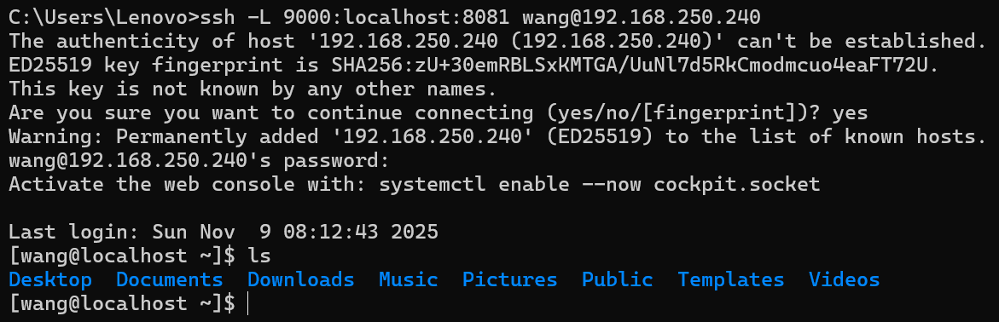 C:\Users\Lenovo>ssh -L 9000:localhost:8081 wang@192.168.250.240
The authenticity of host '192.168.250.240 (192.168.250.240)' can't be established.
ED25519 key fingerprint is SHA256:zU+30emRBLSxKMTGA/UuNl7d5RkCmodmcuo4eaFT72U.
This key is not known by any other names.
Are you sure you want to continue connecting (yes/no/[fingerprint])? yes
Warning: Permanently added '192.168.250.240' (ED25519) to the list of known hosts.
wang@192.168.250.240's password:
Activate the web console with: systemctl enable --now cockpit.socket

Last login: Sun Nov  9 08:12:43 2025
[wang@localhost ~]$ ls
Desktop  Documents  Downloads  Music  Pictures  Public  Templates  Videos
[wang@localhost ~]$